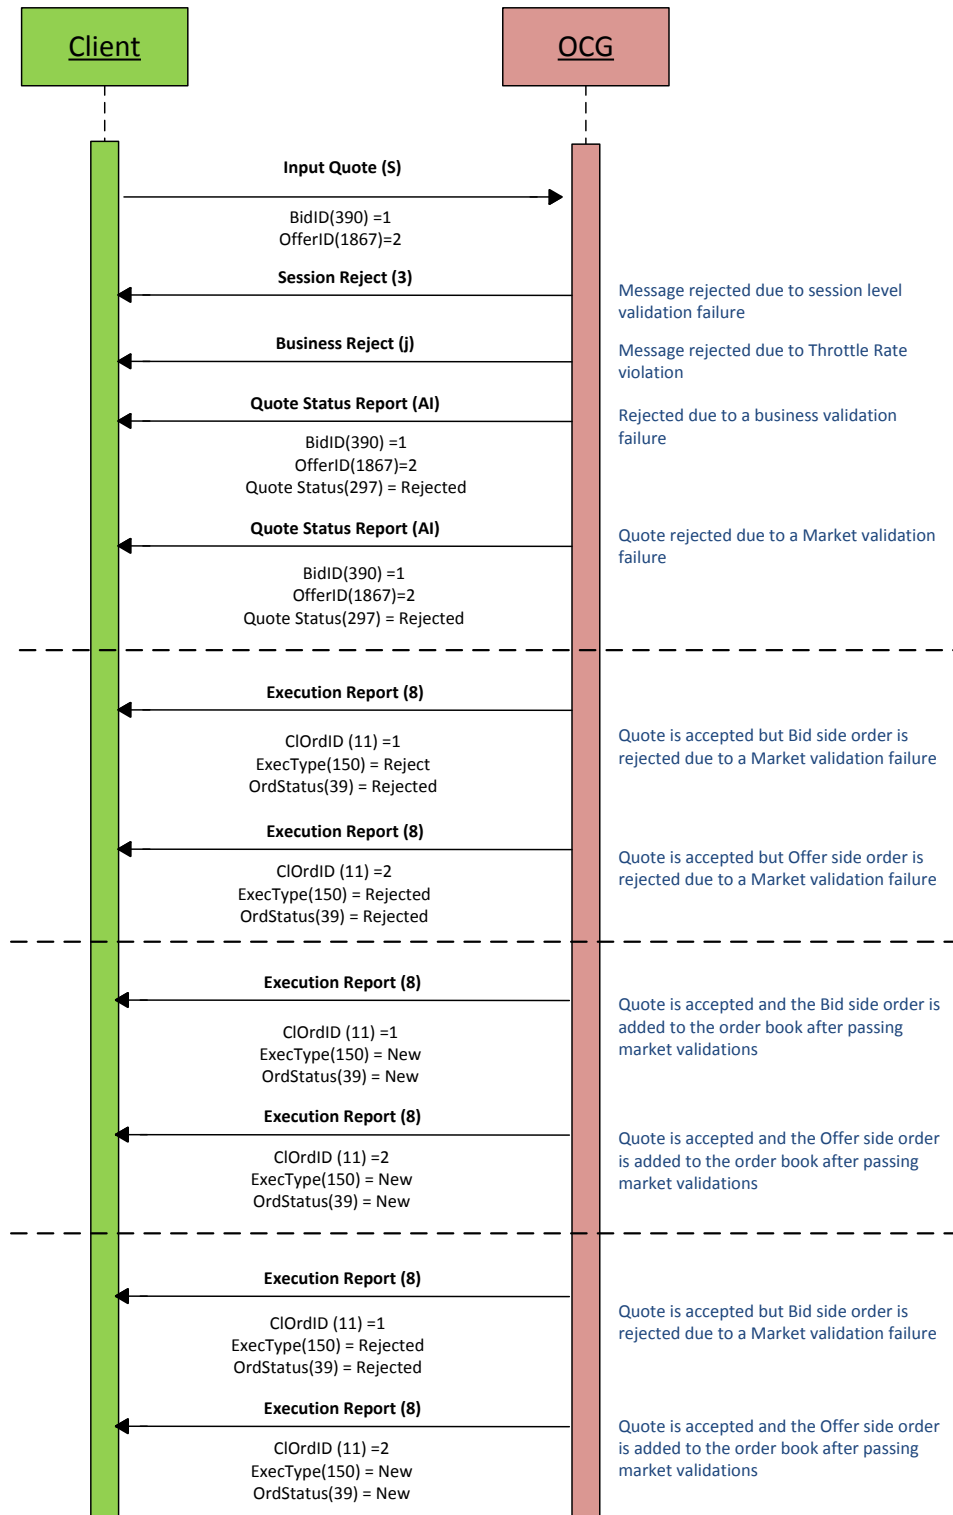 Client
OCG
Input Quote (S)
BidID(390) =1
OfferID(1867)=2
Session Reject (3)
Message rejected due to session level
validation failure
Business Reject (j)
Message rejected due to Throttle Rate
violation
Quote Status Report (AI)
Rejected due to a business validation
failure
BidID(390) =1
OfferID(1867)=2
Quote Status(297) = Rejected
Quote Status Report (AI)
Quote rejected due to a Market validation
failure
BidID(390) =1
OfferID(1867)=2
Quote Status(297) = Rejected
Execution Report (8)
Quote is accepted but Bid side order is
rejected due to a Market validation failure
ClOrdID (11) =1
ExecType(150) = Reject
OrdStatus(39) = Rejected
Execution Report (8)
Quote is accepted but Offer side order is
rejected due to a Market validation failure
ClOrdID (11) =2
ExecType(150) = Rejected
OrdStatus(39) = Rejected
Execution Report (8)
Quote is accepted and the Bid side order is
added to the order book after passing
market validations
ClOrdID (11) =1
ExecType(150) = New
OrdStatus(39) = New
Execution Report (8)
Quote is accepted and the Offer side order
is added to the order book after passing
market validations
ClOrdID (11) =2
ExecType(150) = New
OrdStatus(39) = New
Execution Report (8)
Quote is accepted but Bid side order is
rejected due to a Market validation failure
ClOrdID (11) =1
ExecType(150) = Rejected
OrdStatus(39) = Rejected
Execution Report (8)
Quote is accepted and the Offer side order
is added to the order book after passing
market validations
ClOrdID (11) =2
ExecType(150) = New
OrdStatus(39) = New